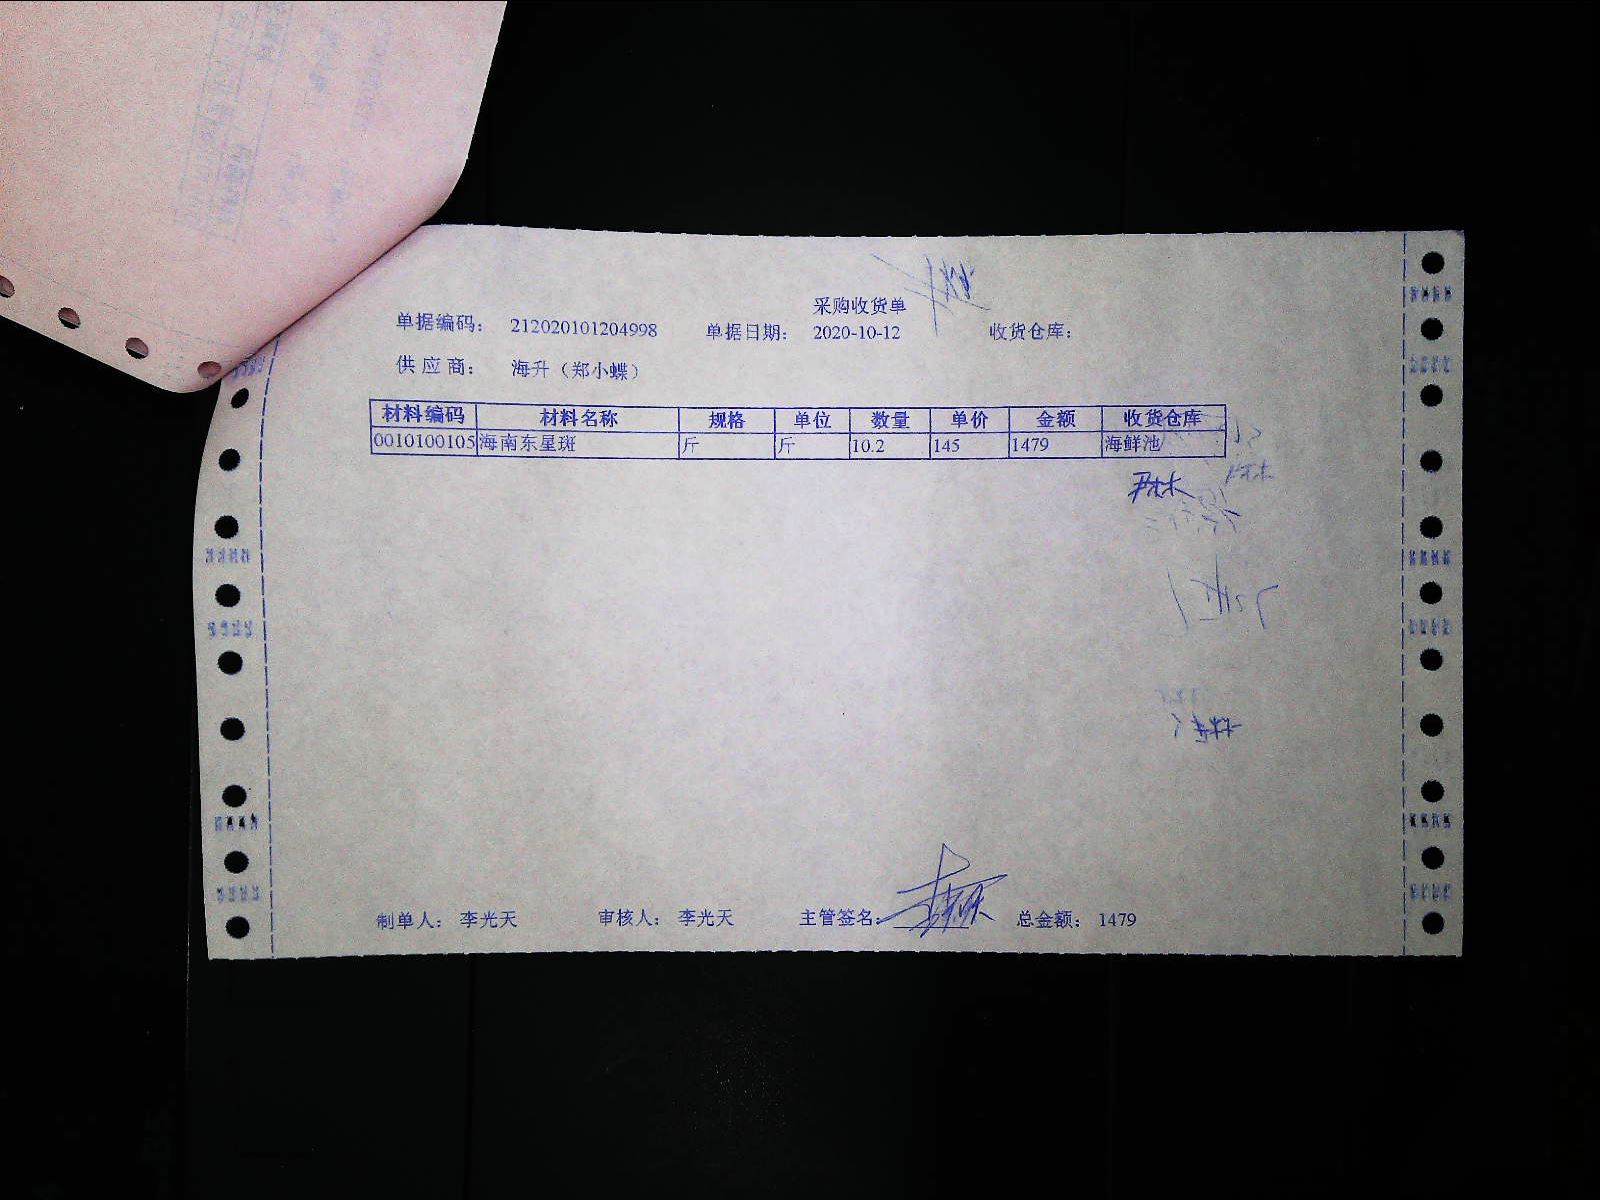 采购收货单
单据编码： 212020101204998 单据日期： 2020-10-12 收货仓库：
供应商： 海升（郑小蝶）
材料编码 材料名称 规格 单位 数量 单价 金额 收货仓库
0010100105 海南东星斑 斤 斤 10.2 145 1479 海鲜池
制单人： 李光天 审核人： 李光天 主管签名： 总金额： 1479